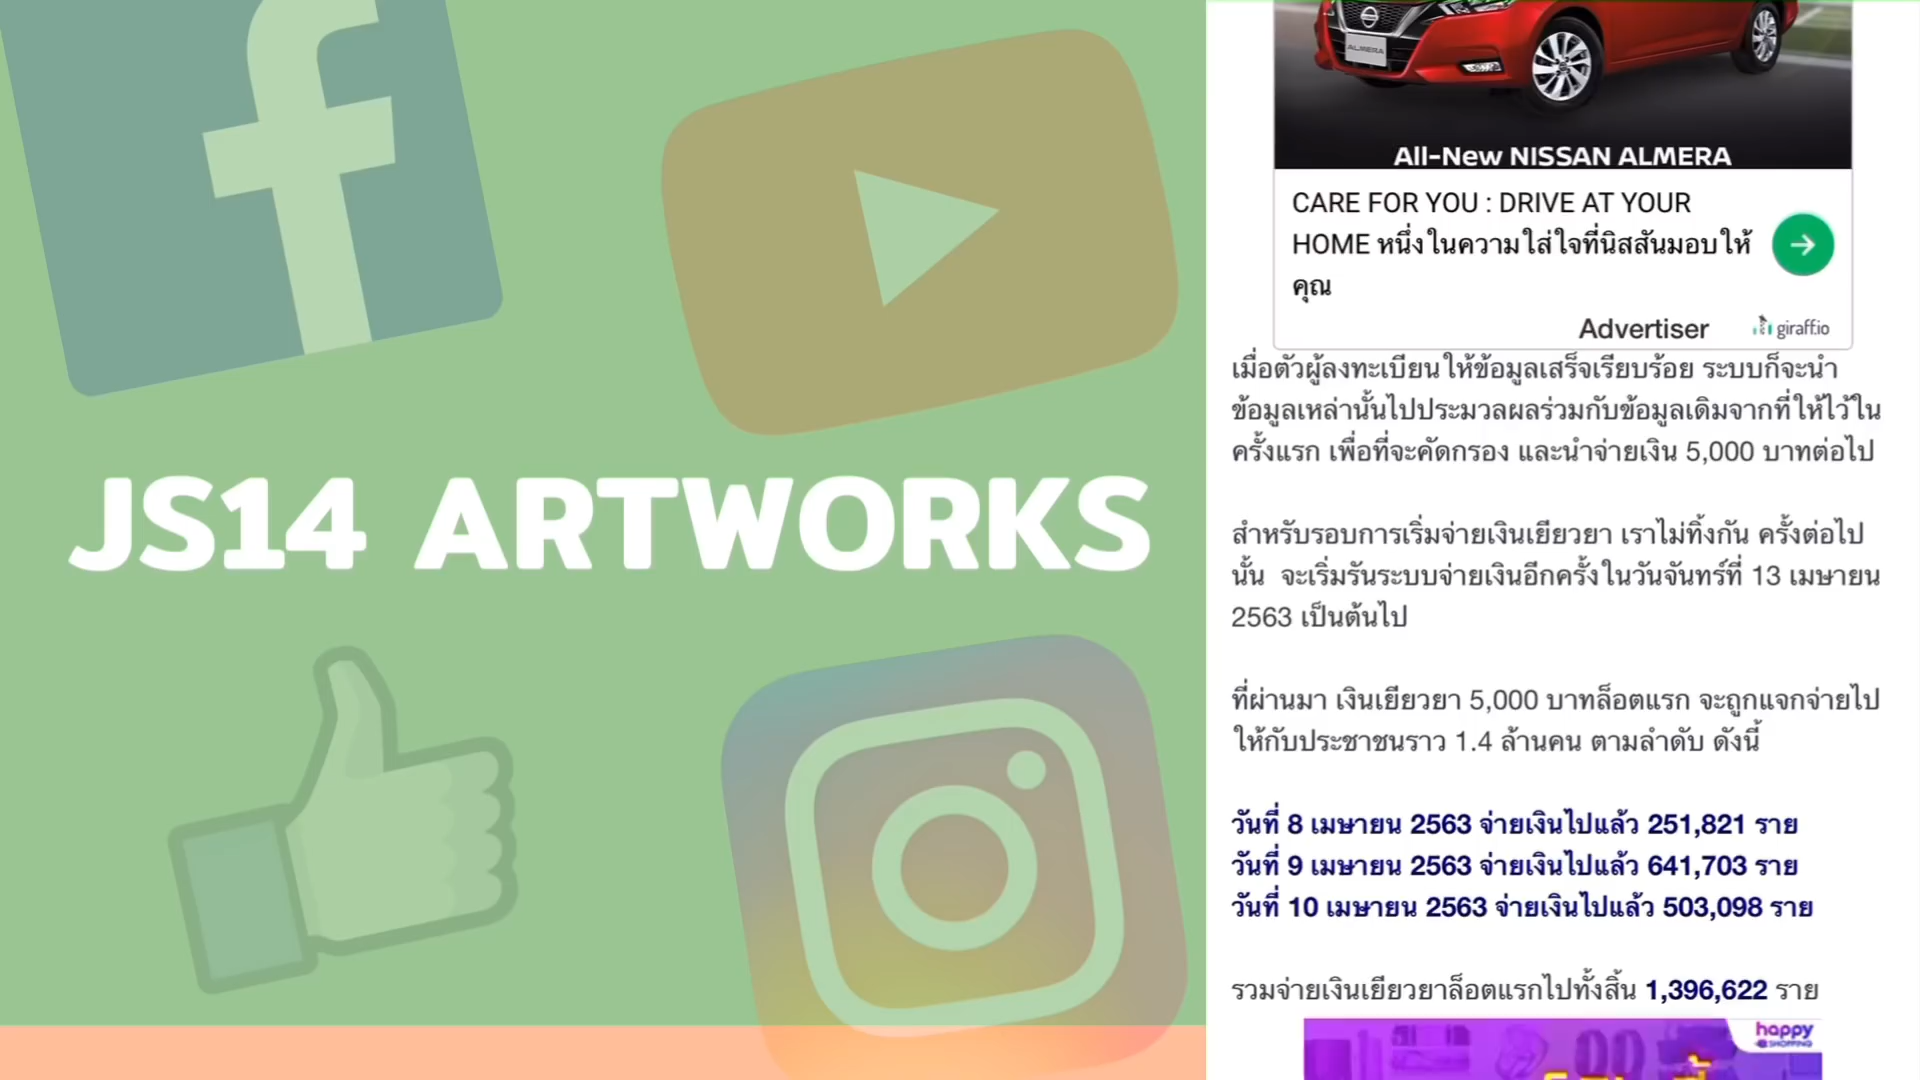 JS14 ARTWORKS
ALMERA
All-New NISSAN ALMERA
CARE FOR YOU : DRIVE AT YOUR
HOME หนึ่งในความใส่ใจที่นิสสันมอบให้
คุณ
Advertiser
giraff.io
เมื่อตัวผู้ลงทะเบียนให้ข้อมูลเสร็จเรียบร้อย ระบบก็จะนำ
ข้อมูลเหล่านั้นไปประมวลผลร่วมกับข้อมูลเดิมจากที่ให้ไว้ใน
ครั้งแรก เพื่อที่จะคัดกรอง และนำจ่ายเงิน 5,000 บาทต่อไป
สำหรับรอบการเริ่มจ่ายเงินเยียวยา เราไม่ทิ้งกัน ครั้งต่อไป
นั้น จะเริ่มรันระบบจ่ายเงินอีกครั้งในวันจันทร์ที่ 13 เมษายน
2563 เป็นต้นไป
ที่ผ่านมา เงินเยียวยา 5,000 บาทล็อตแรก จะถูกแจกจ่ายไป
ให้กับประชาชนราว 1.4 ล้านคน ตามลำดับ ดังนี้
วันที่ 8 เมษายน 2563 จ่ายเงินไปแล้ว 251,821 ราย
วันที่ 9 เมษายน 2563 จ่ายเงินไปแล้ว 641,703 ราย
วันที่ 10 เมษายน 2563 จ่ายเงินไปแล้ว 503,098 ราย
รวมจ่ายเงินเยียวยาล็อตแรกไปทั้งสิ้น 1,396,622 ราย
happy
SHOPPING